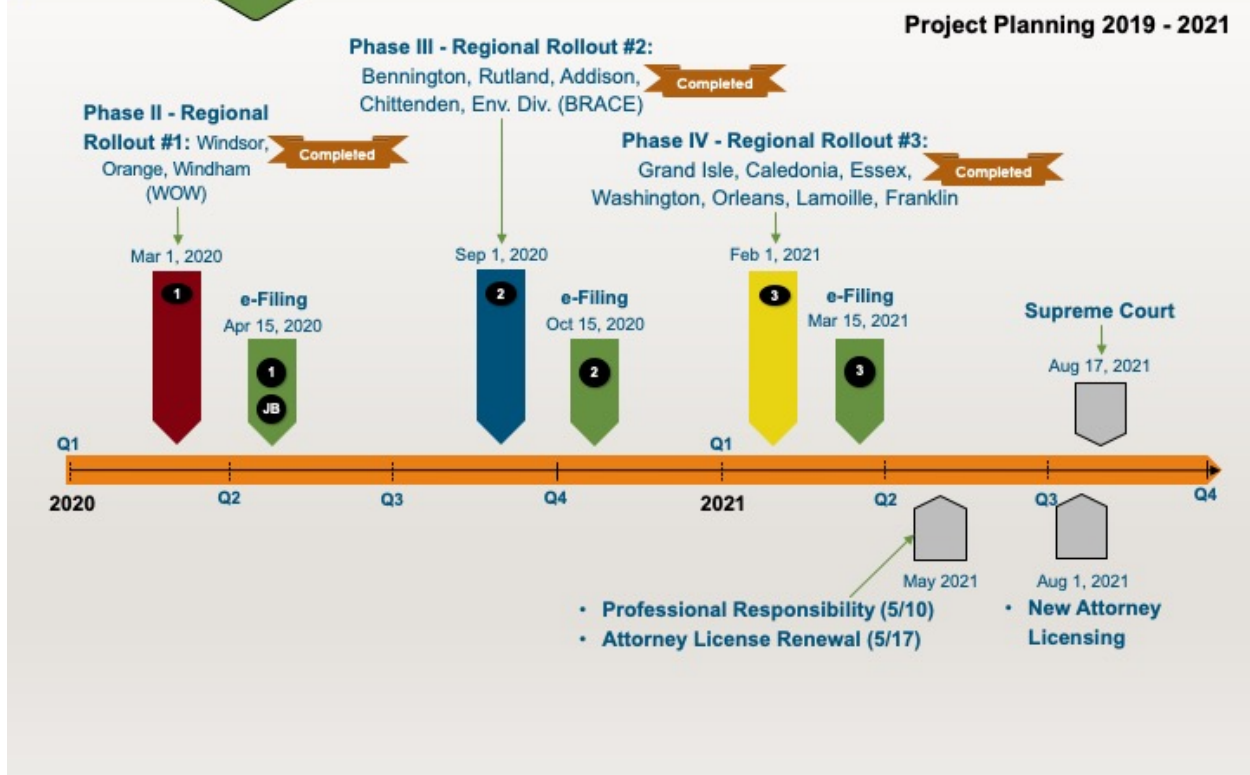 Project Planning 2019 - 2021
Phase III - Regional Rollout #2:
Bennington, Rutland, Addison,
Chittenden, Env. Div. (BRACE)
Completed
Phase II - Regional
Rollout #1: Windsor,
Orange, Windham
(WOW)
Completed
Phase IV - Regional Rollout #3:
Grand Isle, Caledonia, Essex,
Washington, Orleans, Lamoille, Franklin
Completed
Mar 1, 2020
1
e-Filing
Apr 15, 2020
1
JB
Sep 1, 2020
2
e-Filing
Oct 15, 2020
2
Feb 1, 2021
3
e-Filing
Mar 15, 2021
3
Supreme Court
Aug 17, 2021
Q1
2020
Q2
Q3
Q4
Q1
2021
Q2
Q3
Q4
May 2021
• Professional Responsibility (5/10)
• Attorney License Renewal (5/17)
Aug 1, 2021
• New Attorney
Licensing